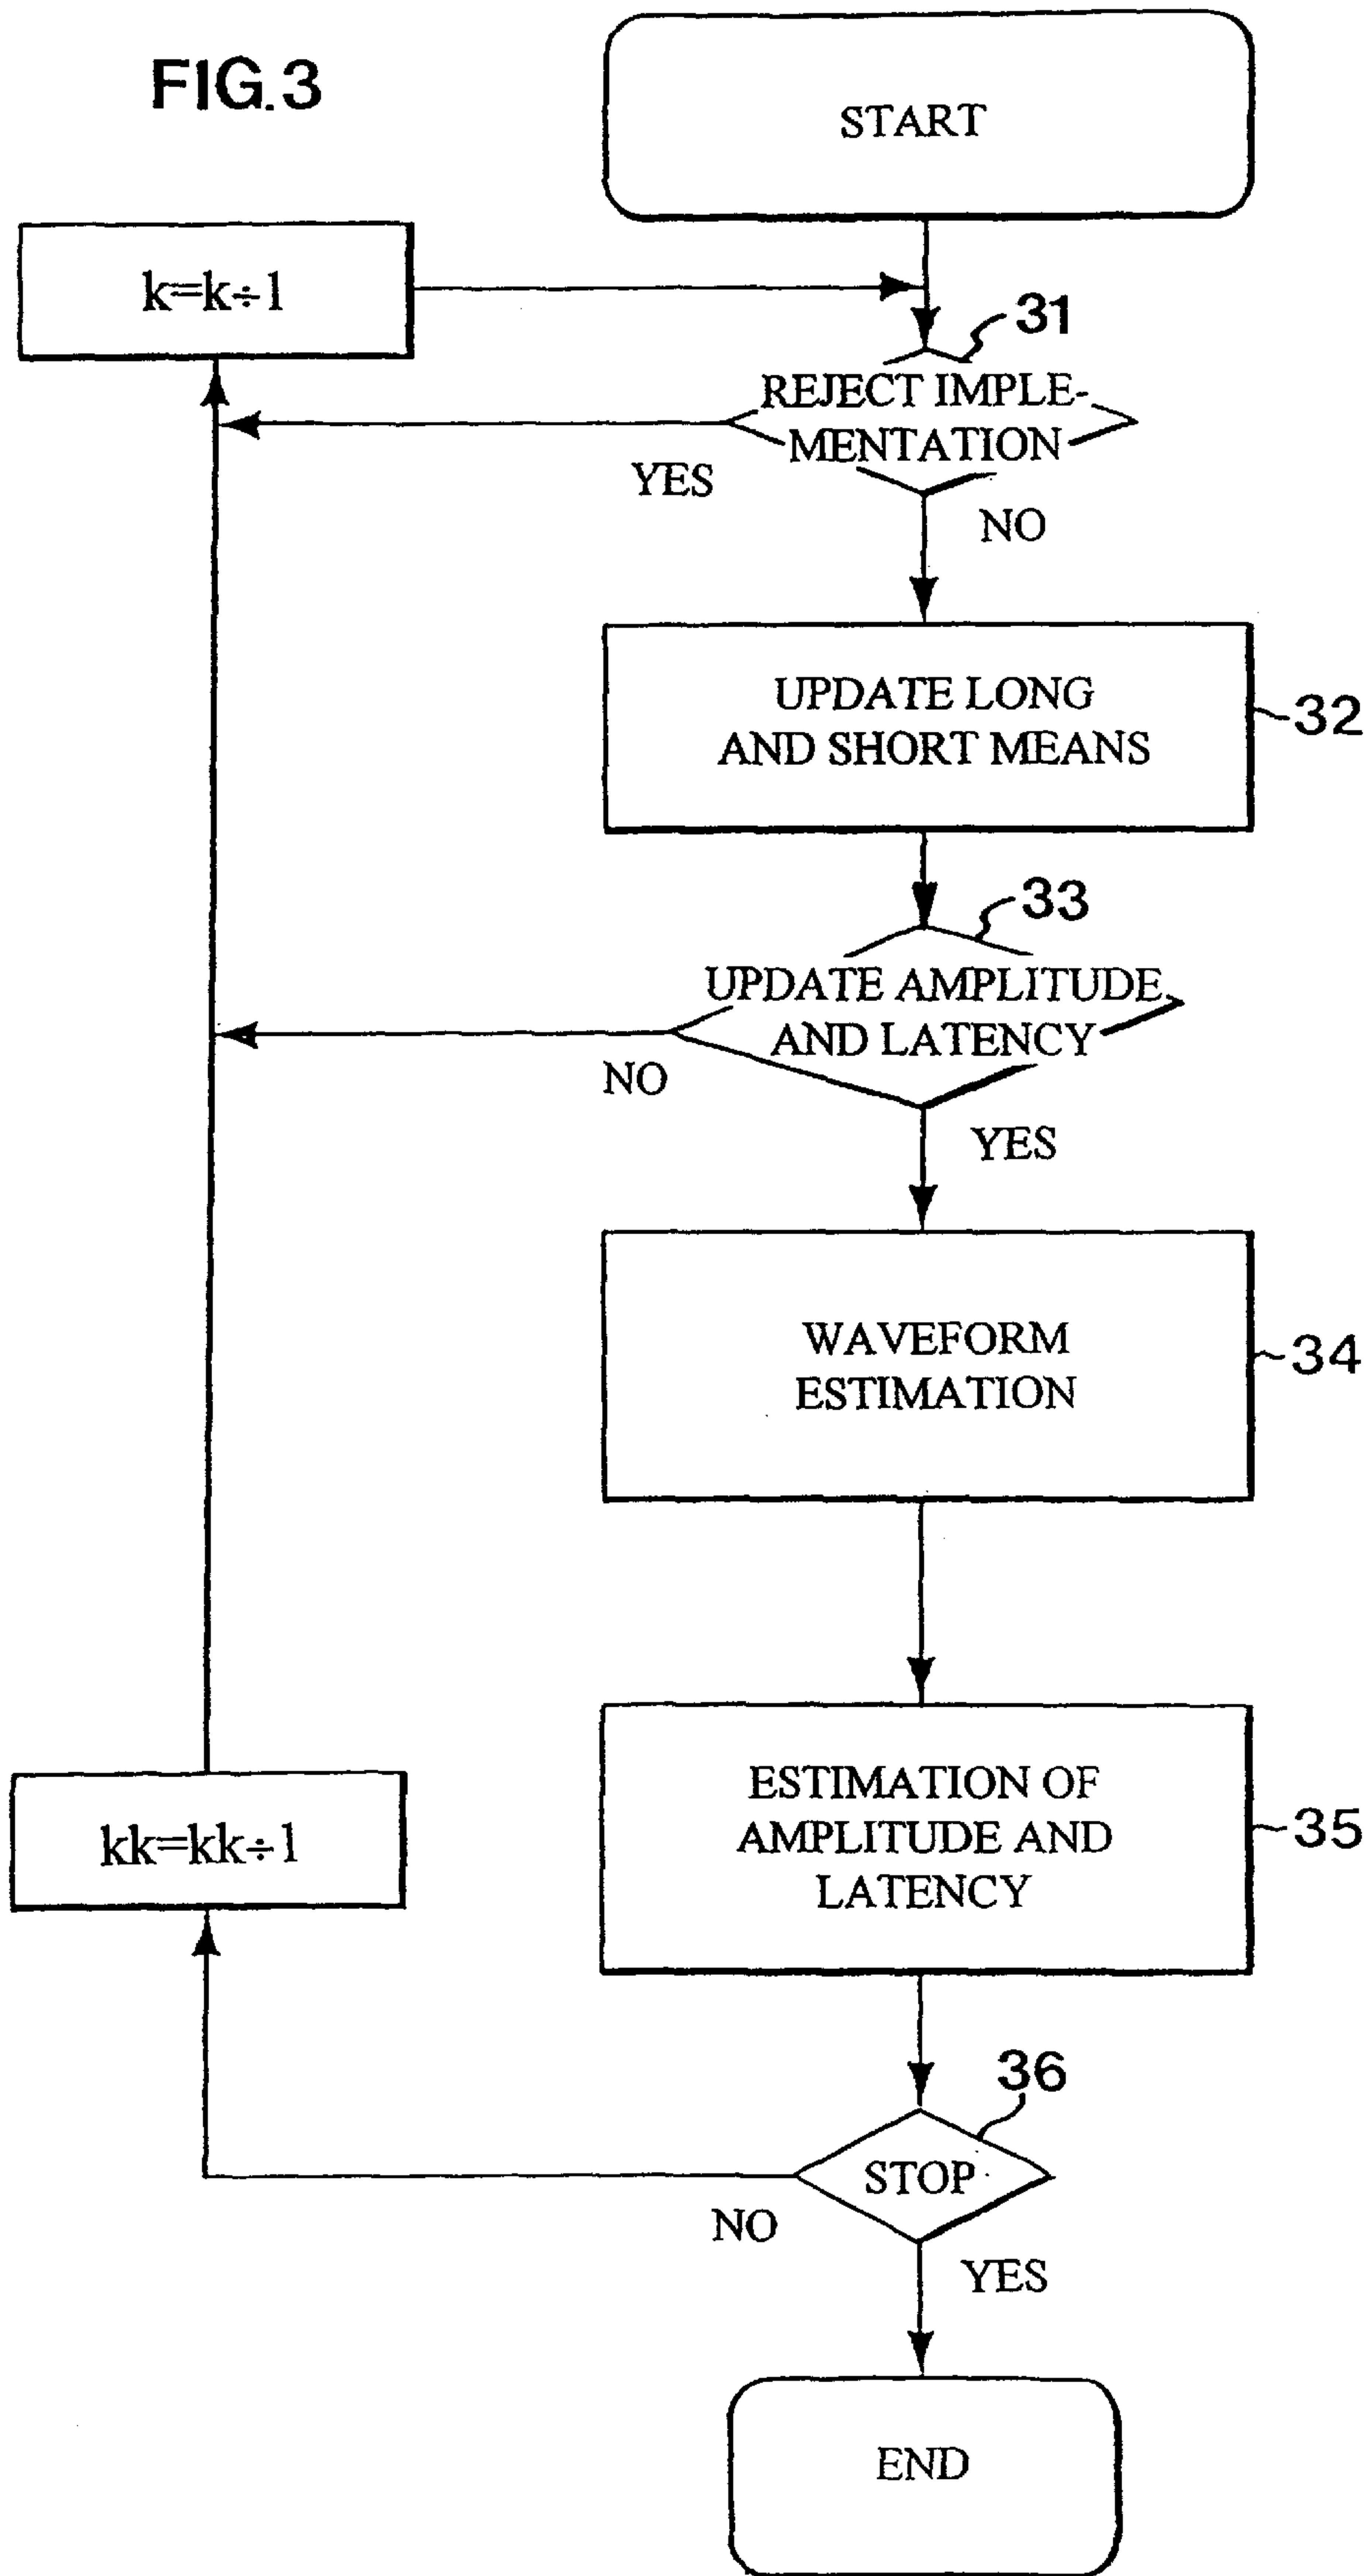 FIG.3
START
k=k÷1
31
REJECT IMPLE-
MENTATION
YES
NO
UPDATE LONG
AND SHORT MEANS
32
33
UPDATE AMPLITUDE
AND LATENCY
NO
YES
WAVEFORM
ESTIMATION
34
ESTIMATION OF
AMPLITUDE AND
LATENCY
35
kk=kk÷1
36
STOP
NO
YES
END